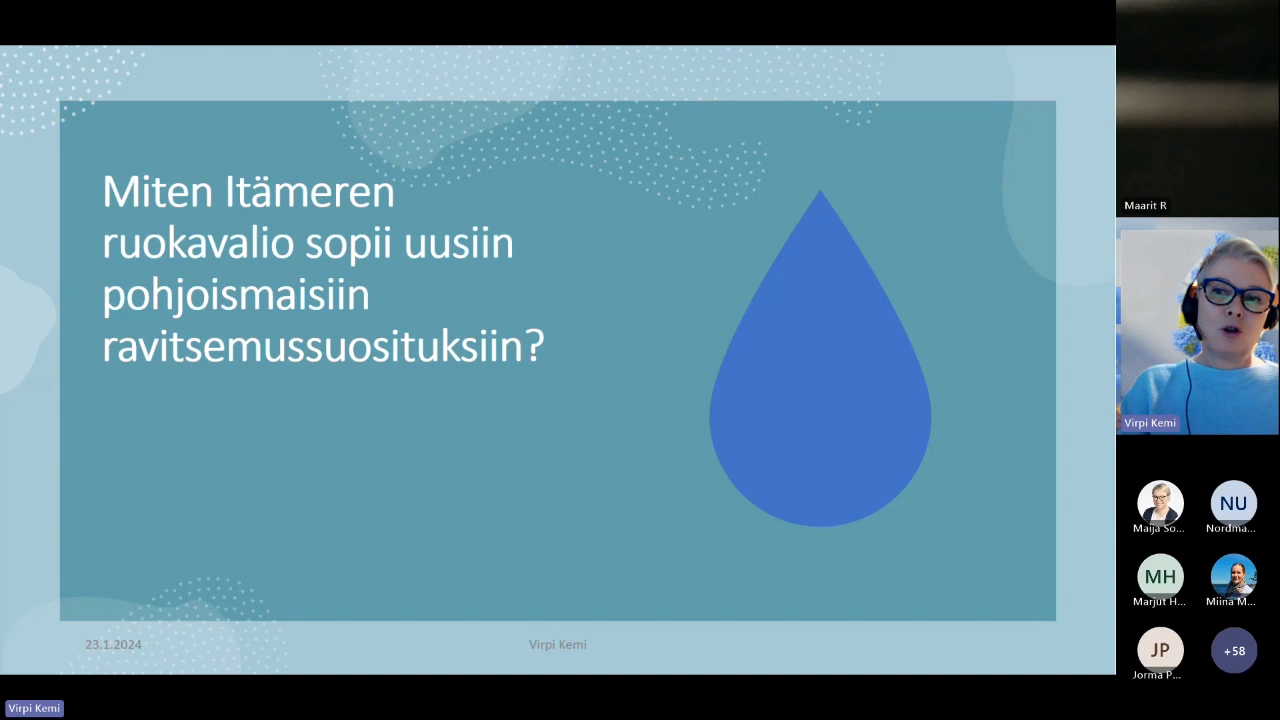 Miten Itämeren
ruokavalio sopii uusiin
pohjoismaisiin
ravitsemussuosituksiin?
23.1.2024
Virpi Kemi
Maarit R
Virpi Kemi
Maija So...
NU
Nordma...
MH
Marjut H...
Miina M...
JP
Jorma P...
+58
Virpi Kemi